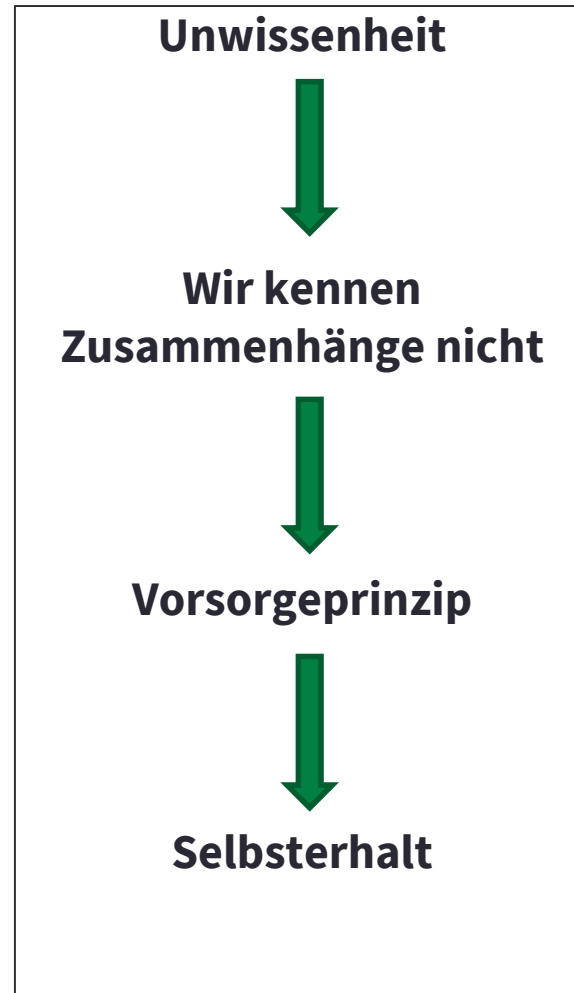 Unwissenheit
Wir kennen
Zusammenhänge nicht
Vorsorgeprinzip
Selbsterhalt